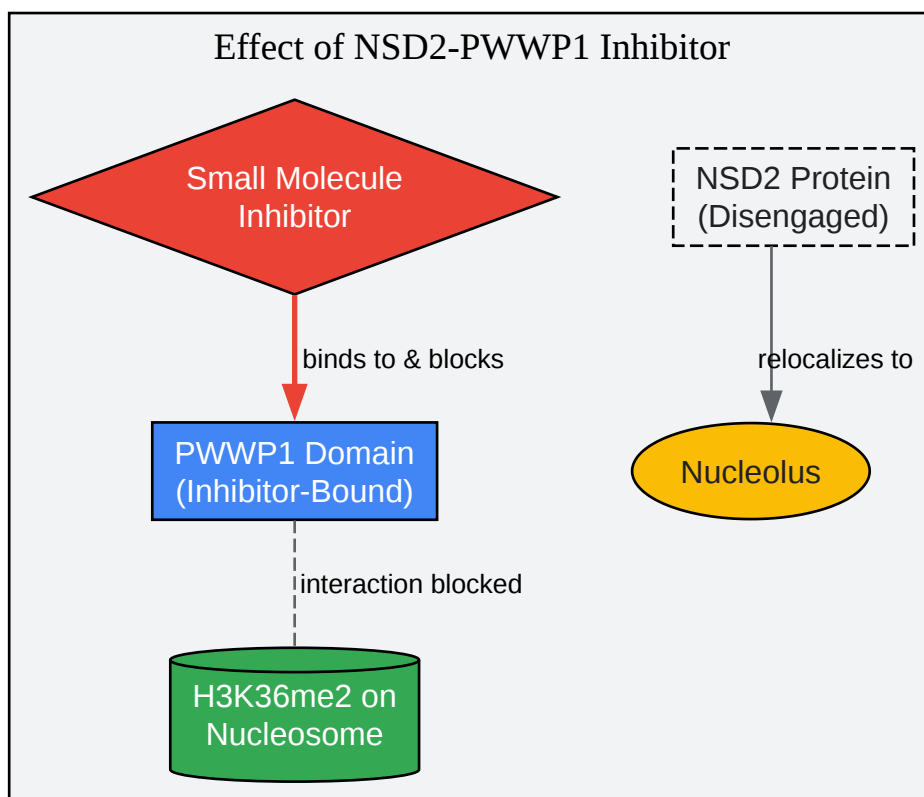 Effect of NSD2-PWWP1 Inhibitor
Small Molecule
Inhibitor
NSD2 Protein
(Disengaged)
binds to & blocks
relocalizes to
PWWP1 Domain
(Inhibitor-Bound)
Nucleolus
interaction blocked
H3K36me2 on
Nucleosome